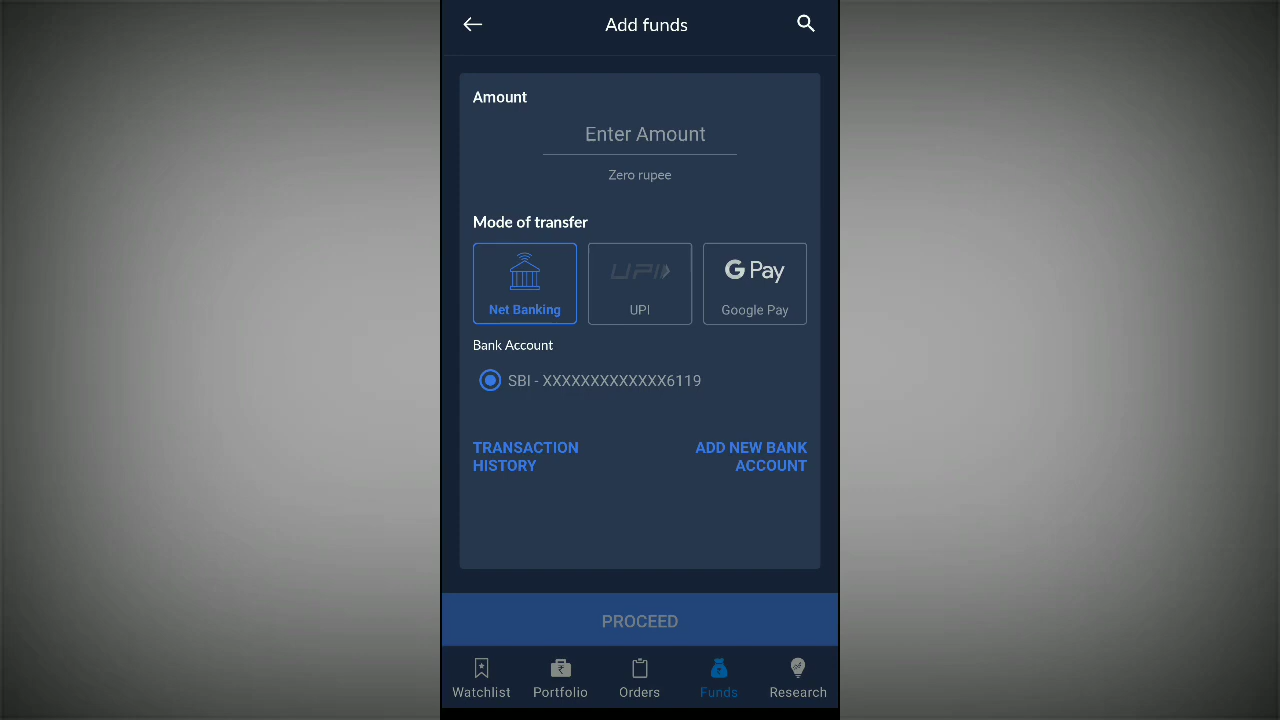 Add funds
Amount
Enter Amount
Zero rupee
Mode of transfer
UPI
G Pay
Net Banking
UPI
Google Pay
Bank Account
SBI - XXXXXXXXXXXXX6119
TRANSACTION
HISTORY
ADD NEW BANK
ACCOUNT
PROCEED
Watchlist
Portfolio
Orders
Funds
Research